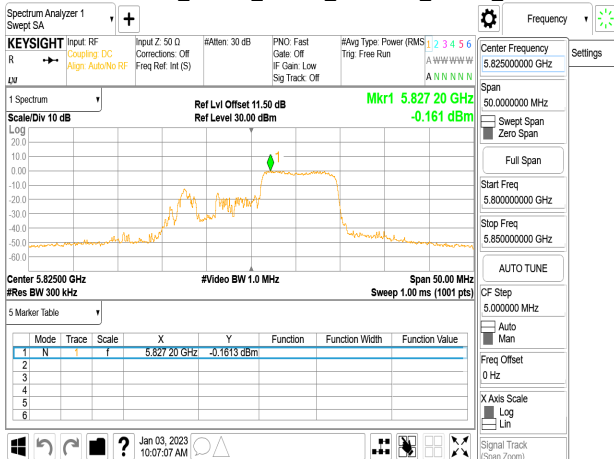 Spectrum Analyzer 1
Swept SA
Frequency
KEYSIGHT
R
Input: RF
Coupling: DC
Align: Auto/No RF
Input Z: 50 Ω
Corrections: Off
Freq Ref: Int (S)
#Atten: 30 dB
PNO: Fast
Gate: Off
IF Gain: Low
Sig Track: Off
#Avg Type: Power (RMS
Trig: Free Run
1 2 3 4 5 6
A W W W W W
A N N N N N
Center Frequency
5.825000000 GHz
Settings
Span
50.0000000 MHz
Swept Span
Zero Span
Full Span
Start Freq
5.800000000 GHz
Stop Freq
5.850000000 GHz
AUTO TUNE
CF Step
5.000000 MHz
Auto
Man
Freq Offset
0 Hz
X Axis Scale
Log
Lin
Signal Track
(Span Zoom)
1 Spectrum
Scale/Div 10 dB
Ref Lvl Offset 11.50 dB
Ref Level 30.00 dBm
Mkr1 5.827 20 GHz
-0.161 dBm
Log
20.0
10.0
0.00
-10.0
-20.0
-30.0
-40.0
-50.0
-60.0
1
Center 5.82500 GHz
#Res BW 300 kHz
#Video BW 1.0 MHz
Span 50.00 MHz
Sweep 1.00 ms (1001 pts)
5 Marker Table
Mode Trace Scale X Y Function Function Width Function Value
1 N 1 f 5.827 20 GHz -0.1613 dBm
2
3
4
5
6
?
Jan 03, 2023
10:07:07 AM